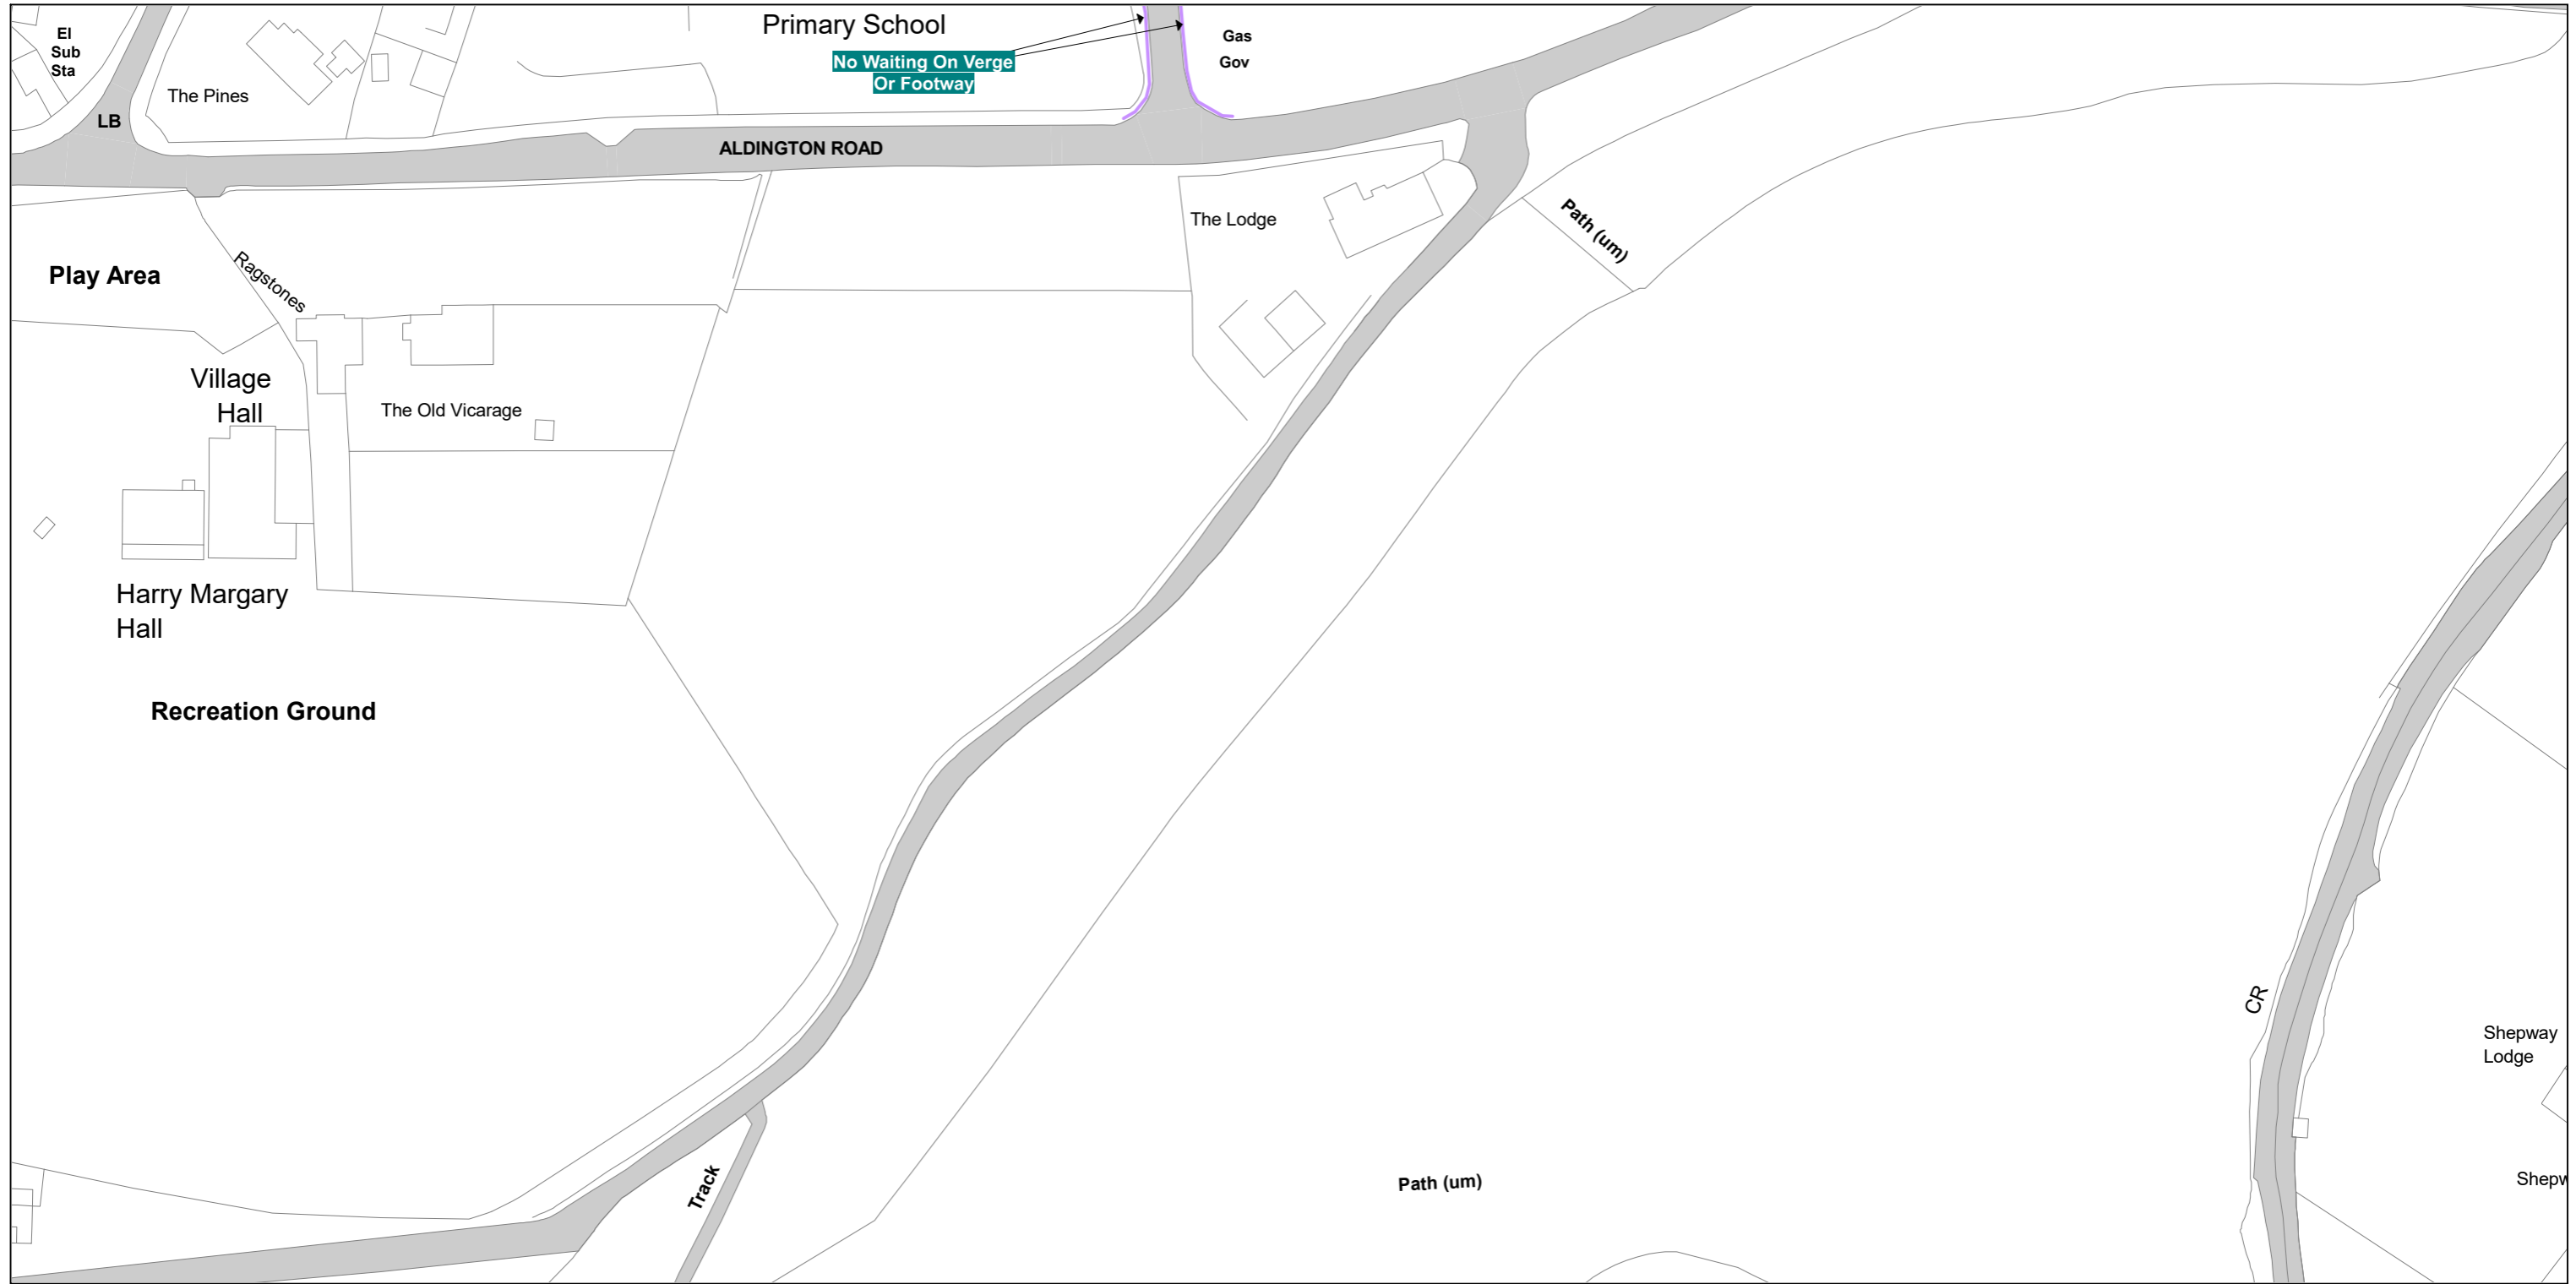 Primary School
El
Sub
Sta
No Waiting On Verge
Or Footway
Gas
Gov
The Pines
LB
ALDINGTON ROAD
The Lodge
Path (um)
Play Area
Ragstones
Village
Hall
The Old Vicarage
Harry Margary
Hall
Recreation Ground
CR
Shepway
Lodge
Track
Path (um)
Shepw